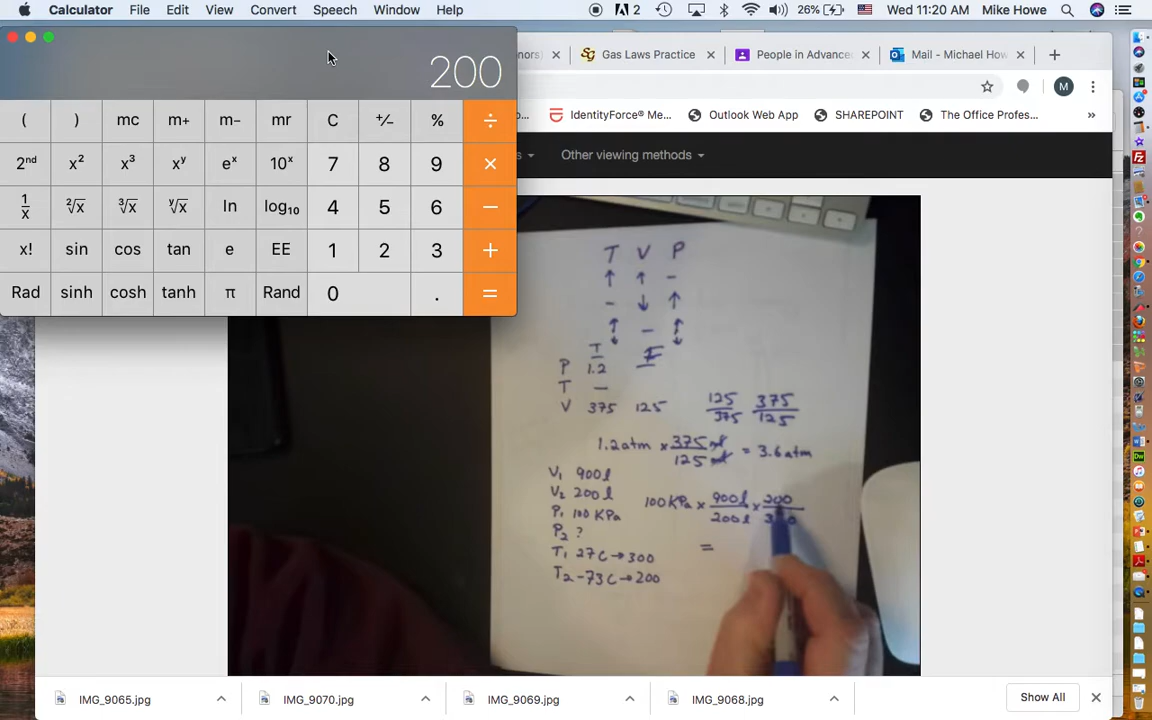 Calculator File Edit View Convert Speech Window Help
2 26% Wed 11:20 AM Mike Howe
200
( ) mc m+ m− mr C +/− % ÷
2nd x² x³ xʸ eˣ 10ˣ 7 8 9 ×
1/x ²√x ³√x ʸ√x ln log₁₀ 4 5 6 −
x! sin cos tan e EE 1 2 3 +
Rad sinh cosh tanh π Rand 0 . =
Gas Laws Practice
People in Advance
Mail - Michael How
M
IdentityForce® Me...
Outlook Web App
SHAREPOINT
The Office Profes...
»
Other viewing methods
T V P
↑ ↑ -
- ↓ ↑
↕ - ↕
I F
P 1.2
T —
V 375 125
125/375 375/125
1.2atm × 375ml/125ml = 3.6atm
V₁ 900l
V₂ 200l
P₁ 100 KPa
P₂ ?
T₁ 27C → 300
T₂ -73C → 200
100KPa × 900l/200l × 200
=
IMG_9065.jpg
IMG_9070.jpg
IMG_9069.jpg
IMG_9068.jpg
Show All